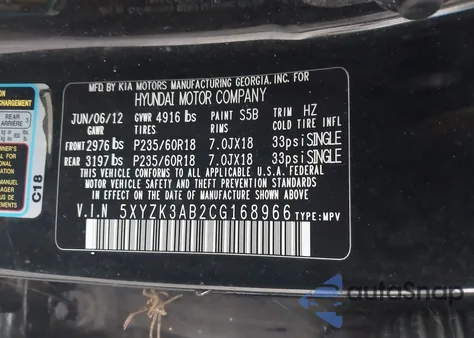 MFD. BY KIA MOTORS MANUFACTURING GEORGIA, INC. FOR
HYUNDAI MOTOR COMPANY
JUN/06/12 GVWR 4916 lbs PAINT S5B TRIM HZ
GAWR TIRES RIMS COLD TIRE INFL
FRONT 2976 lbs P235/60R18 7.0JX18 33psi SINGLE
REAR 3197 lbs P235/60R18 7.0JX18 33psi SINGLE
THIS VEHICLE CONFORMS TO ALL APPLICABLE U.S.A. FEDERAL
MOTOR VEHICLE SAFETY AND THEFT PREVENTION STANDARDS
IN EFFECT ON THE DATE OF MANUFACTURE SHOWN ABOVE.
V.I.N 5XYZK3AB2CG168966 TYPE: MPV
CHARGEMENT
REAR
ARRIÈRE
C18
autoSnap